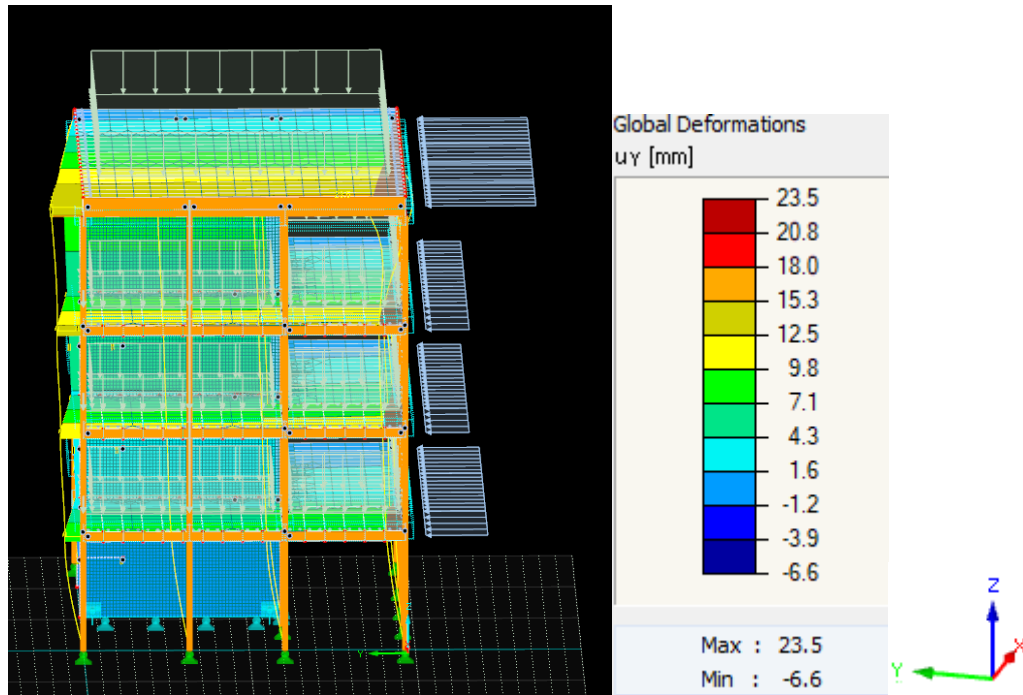 Global Deformations
uY [mm]
23.5
20.8
18.0
15.3
12.5
9.8
7.1
4.3
1.6
-1.2
-3.9
-6.6
Max : 23.5
Min : -6.6
Z
X
Y
Y